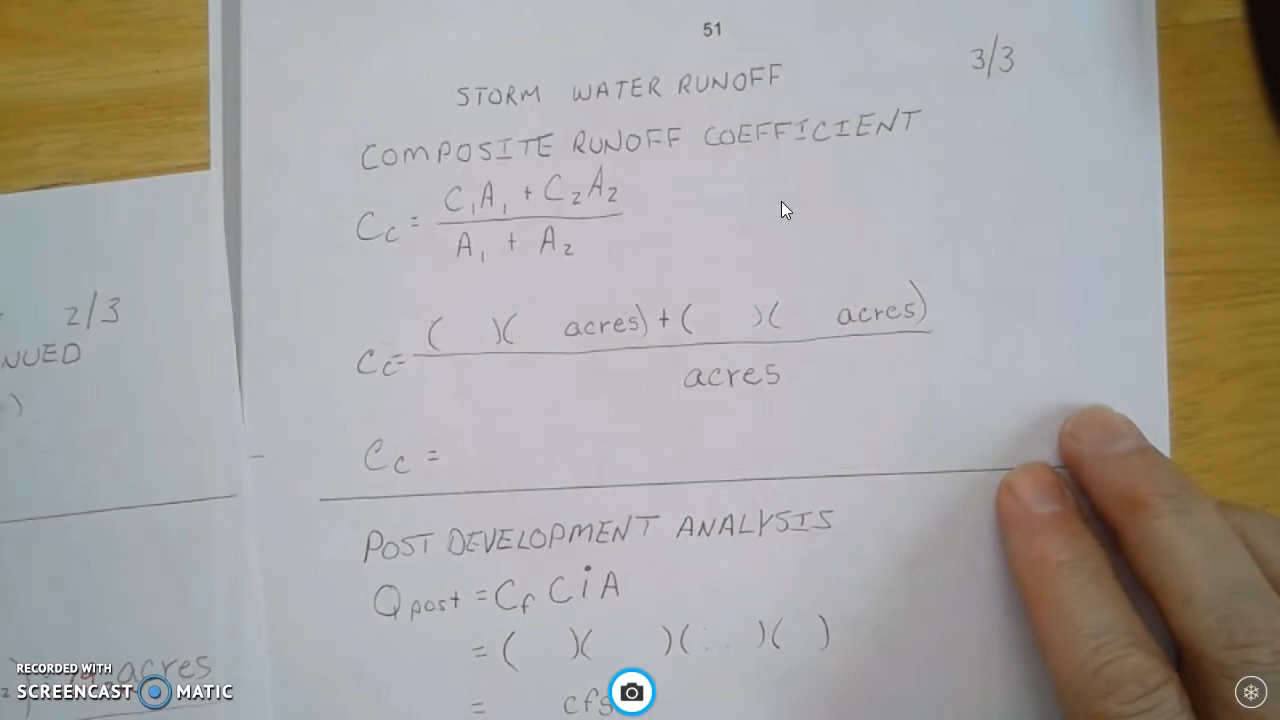 51
3/3
STORM WATER RUNOFF
COMPOSITE RUNOFF COEFFICIENT
Cc = C₁A₁ + C₂A₂
A₁ + A₂
Cc = ( )( acres) + ( )( acres)
acres
Cc =
POST DEVELOPMENT ANALYSIS
Qpost = Cf C i A
= ( )( )( )( )
= cfs
2/3
NUED
)
acres
RECORDED WITH
SCREENCAST MATIC